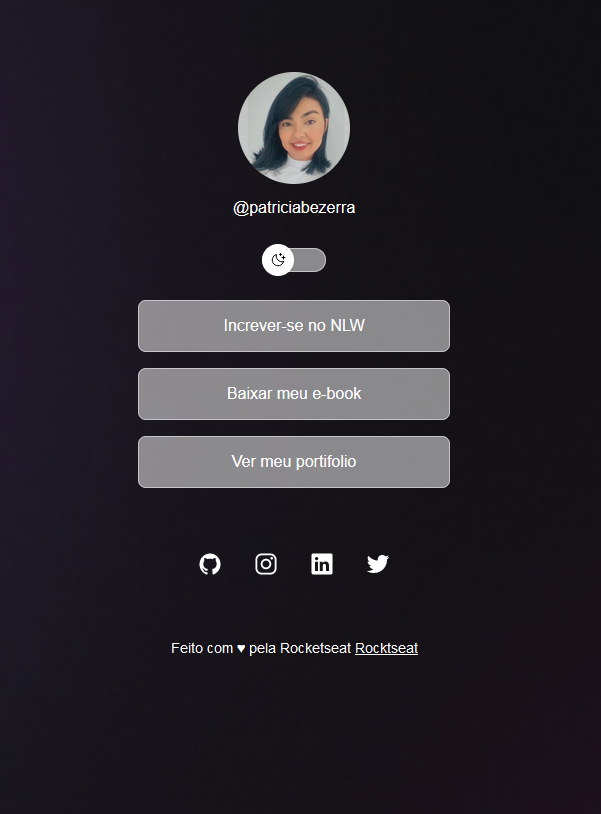 @patriciabezerra
Increver-se no NLW
Baixar meu e-book
Ver meu portifolio
Feito com ♥ pela Rocketseat Rocktseat